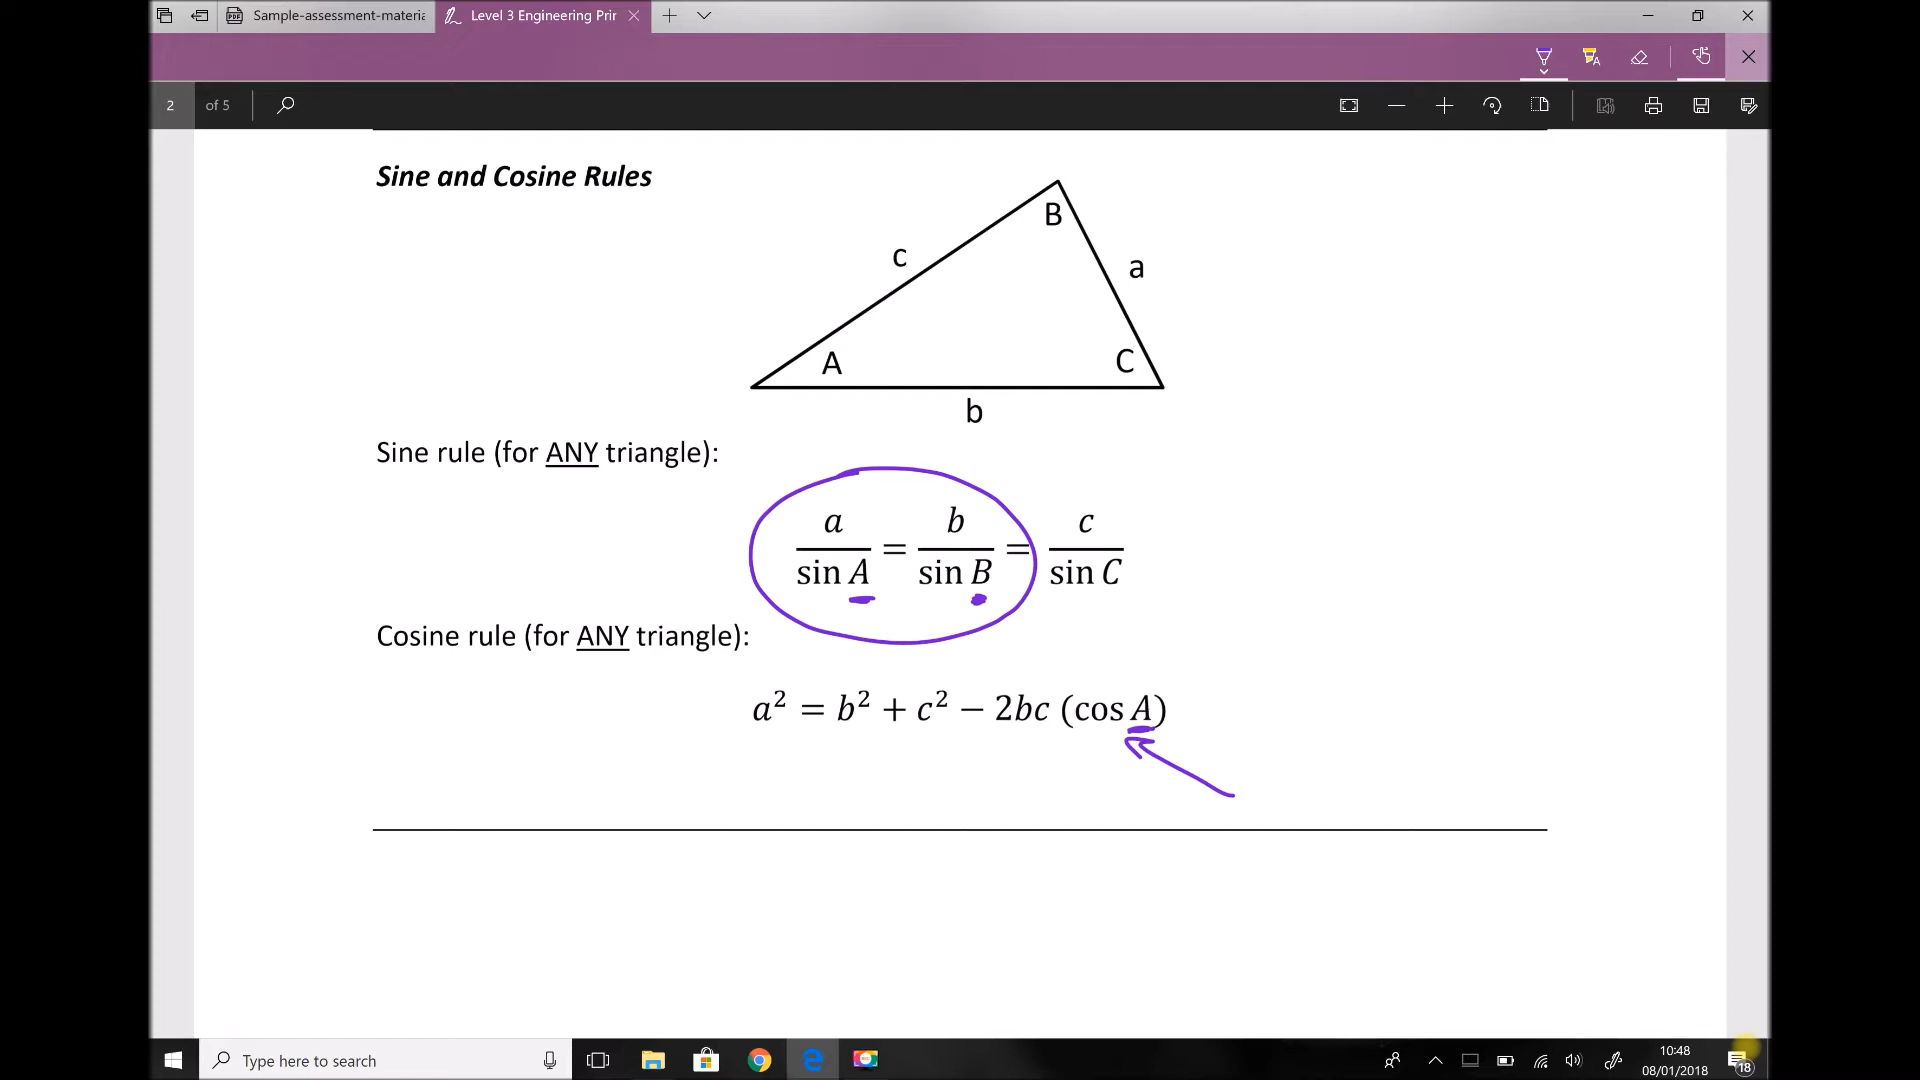 Sample-assessment-materia
Level 3 Engineering Prin
2 of 5
Sine and Cosine Rules
B
c
a
A
C
b
Sine rule (for ANY triangle):
a/sin A = b/sin B = c/sin C
Cosine rule (for ANY triangle):
a² = b² + c² − 2bc (cos A)
Type here to search
10:48
08/01/2018
18